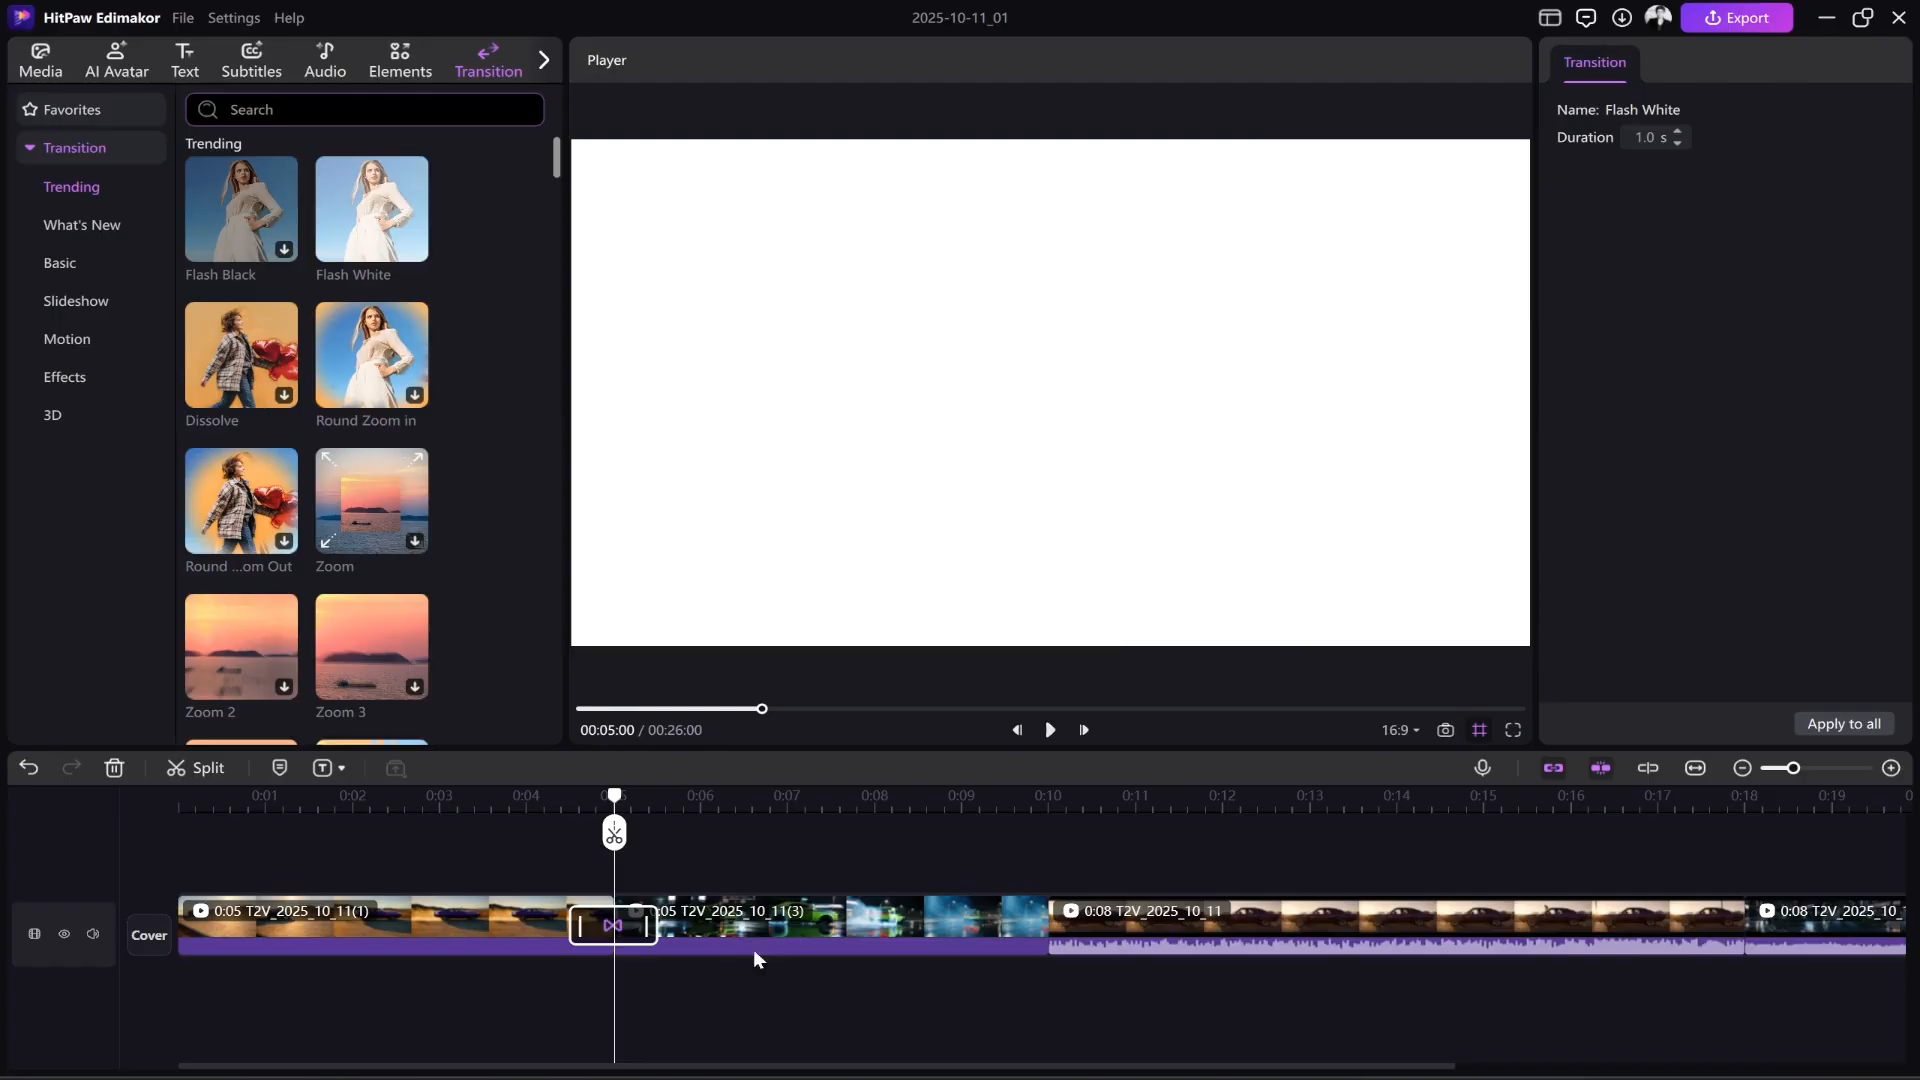 HitPaw Edimakor File Settings Help
2025-10-11_01
Export
Media AI Avatar Text Subtitles Audio Elements Transition
Player
Transition
Favorites
Search
Name: Flash White
Duration 1.0 s
Transition
Trending
Trending
What's New
Basic
Slideshow
Motion
Effects
3D
Flash Black Flash White
Dissolve Round Zoom in
Round ...om Out Zoom
Zoom 2 Zoom 3
00:05:00 / 00:26:00
16:9
Apply to all
Split
0:01 0:02 0:03 0:04 0:06 0:07 0:08 0:09 0:10 0:11 0:12 0:13 0:14 0:15 0:16 0:17 0:18 0:19
Cover
0:05 T2V_2025_10_11(1)
:05 T2V_2025_10_11(3)
0:08 T2V_2025_10_11
0:08 T2V_2025_10_